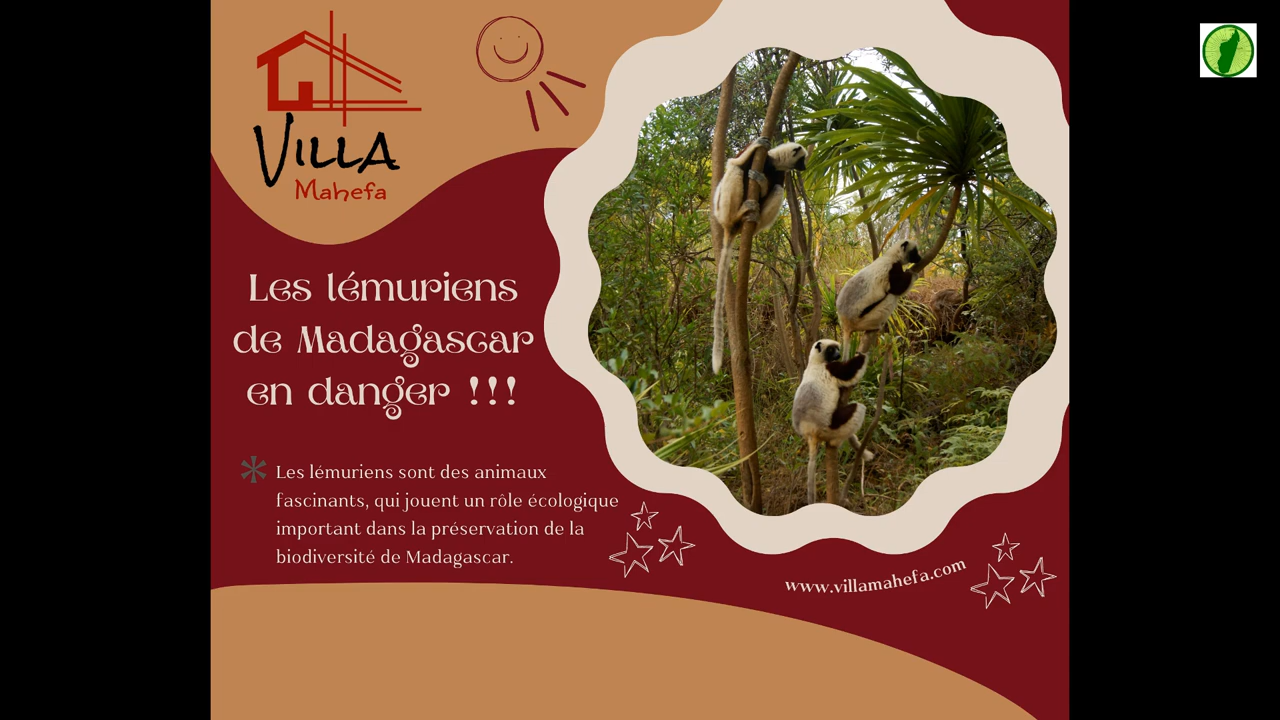 VILLA
Mahefa
Les lémuriens
de Madagascar
en danger !!!
* Les lémuriens sont des animaux
fascinants, qui jouent un rôle écologique
important dans la préservation de la
biodiversité de Madagascar.
www.villamahefa.com